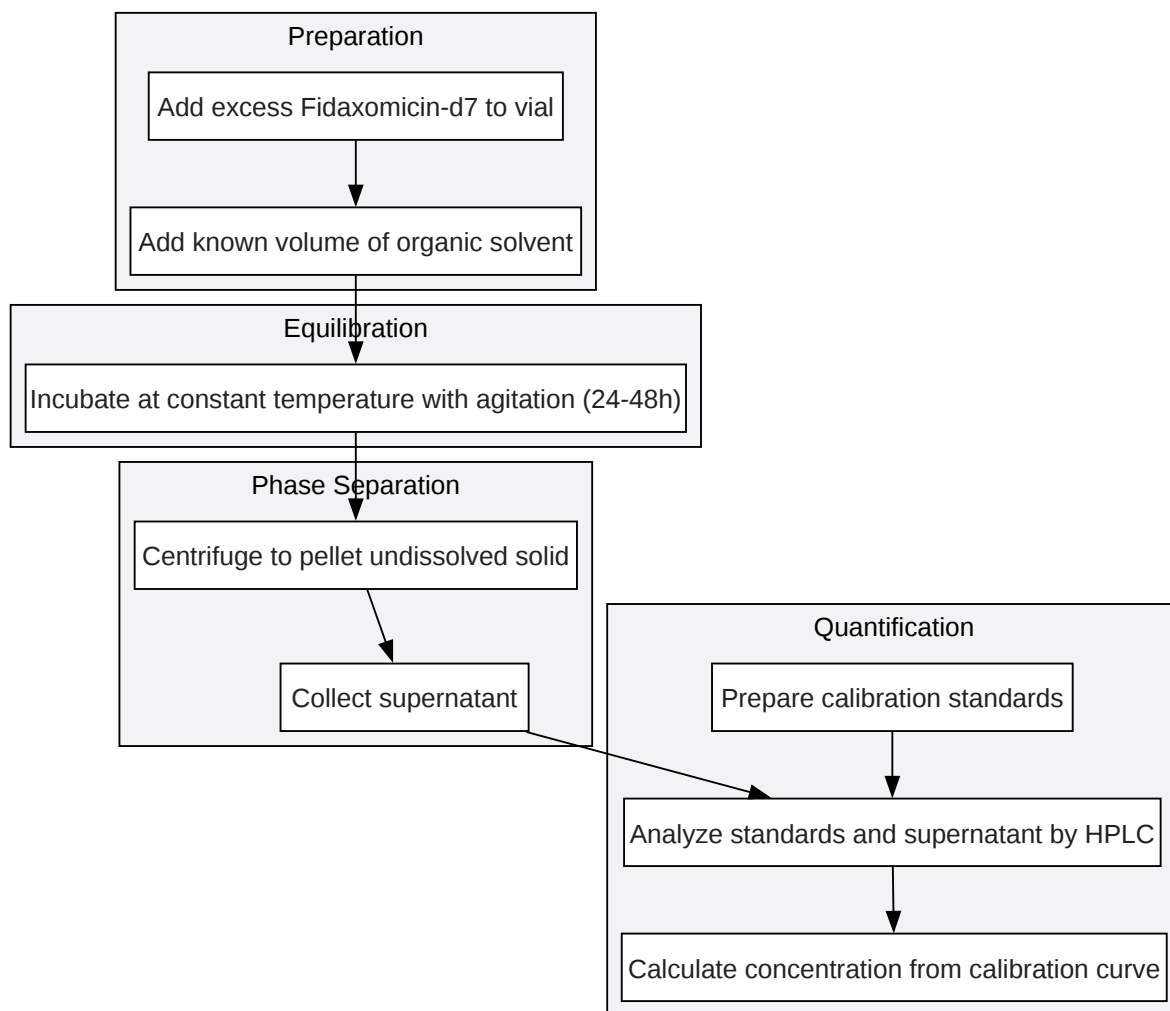 Preparation
Add excess Fidaxomicin-d7 to vial
Add known volume of organic solvent
Equilibration
Incubate at constant temperature with agitation (24-48h)
Phase Separation
Centrifuge to pellet undissolved solid
Collect supernatant
Quantification
Prepare calibration standards
Analyze standards and supernatant by HPLC
Calculate concentration from calibration curve